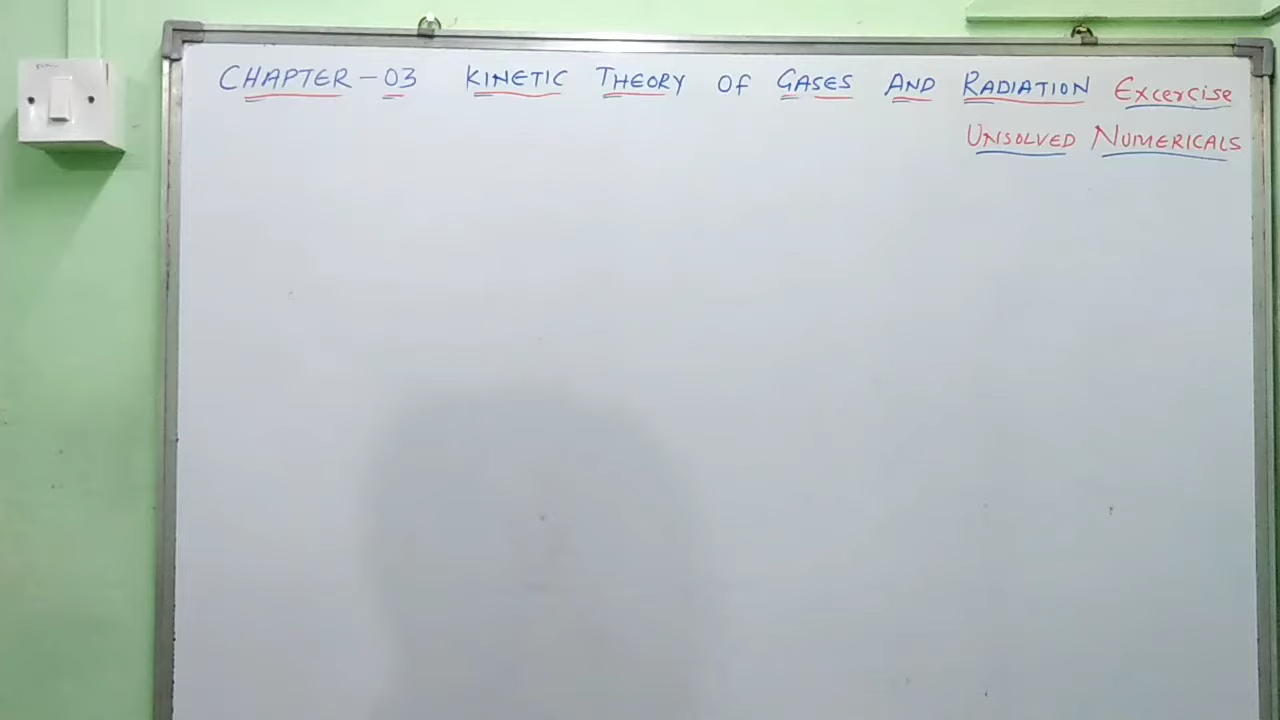 CHAPTER - 03 KINETIC THEORY OF GASES AND RADIATION Excercise
UNSOLVED NUMERICALS